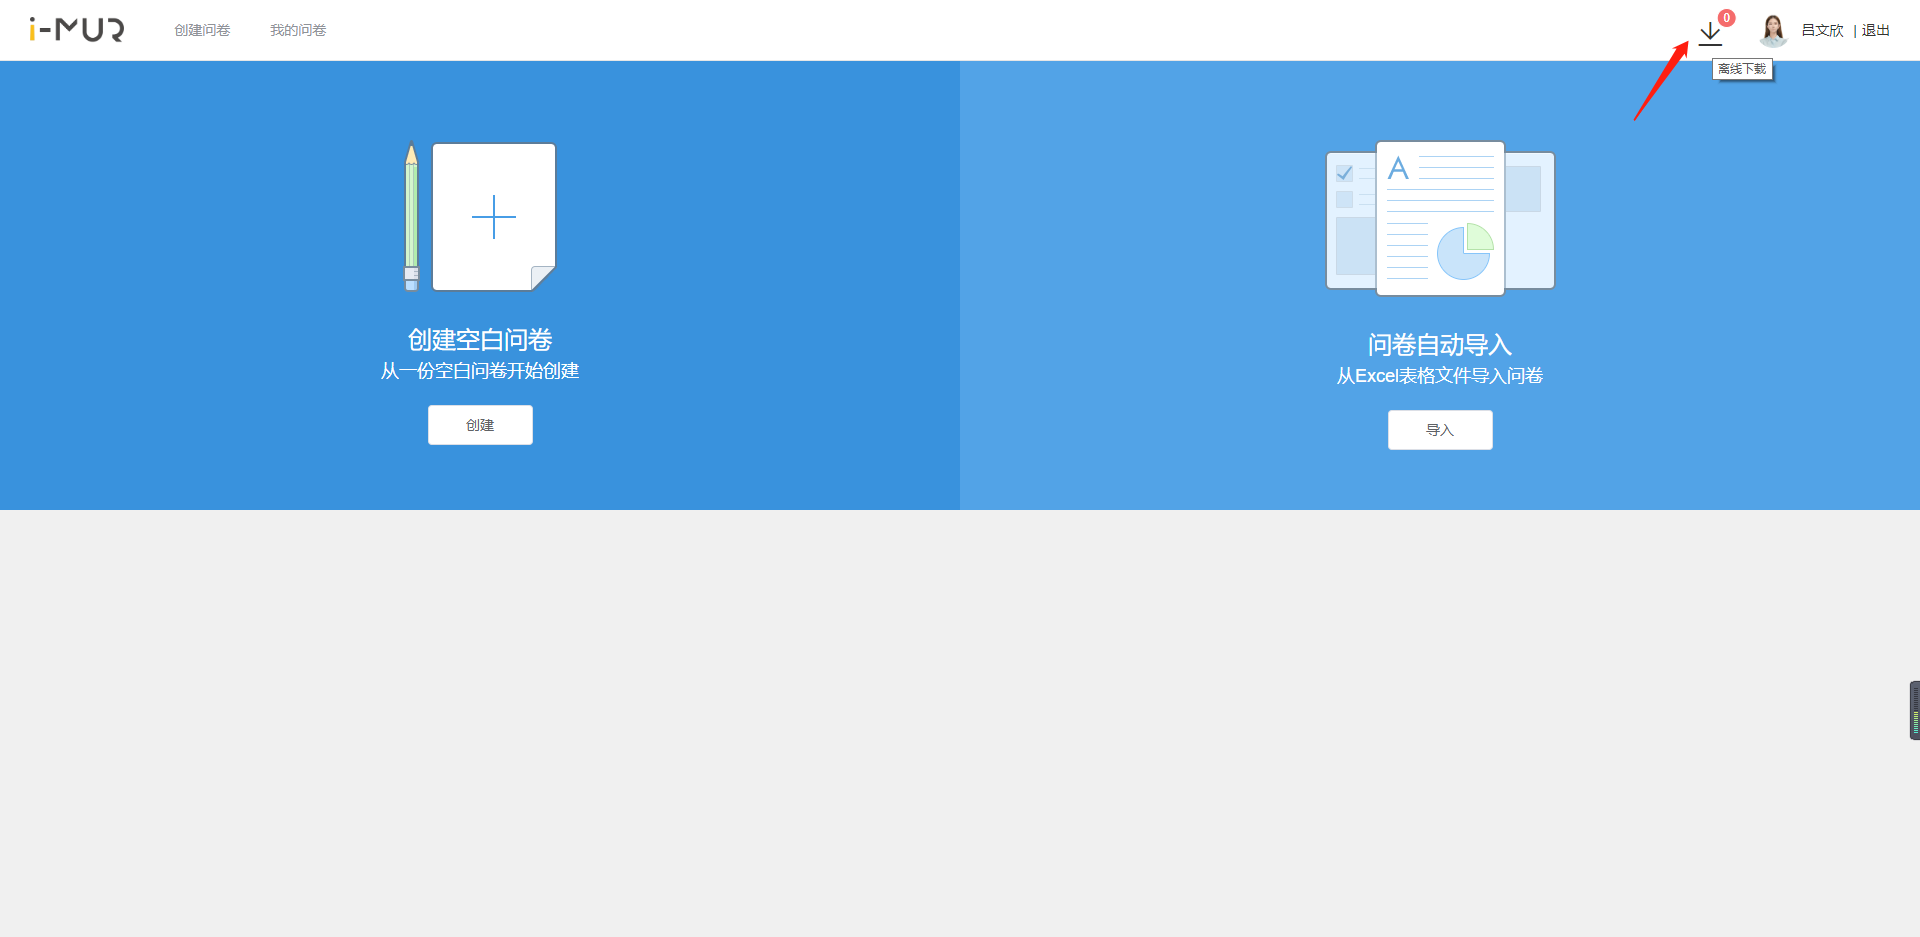 i-MUR
创建问卷
我的问卷
0
吕文欣 | 退出
离线下载
A
创建空白问卷
从一份空白问卷开始创建
创建
问卷自动导入
从Excel表格文件导入问卷
导入